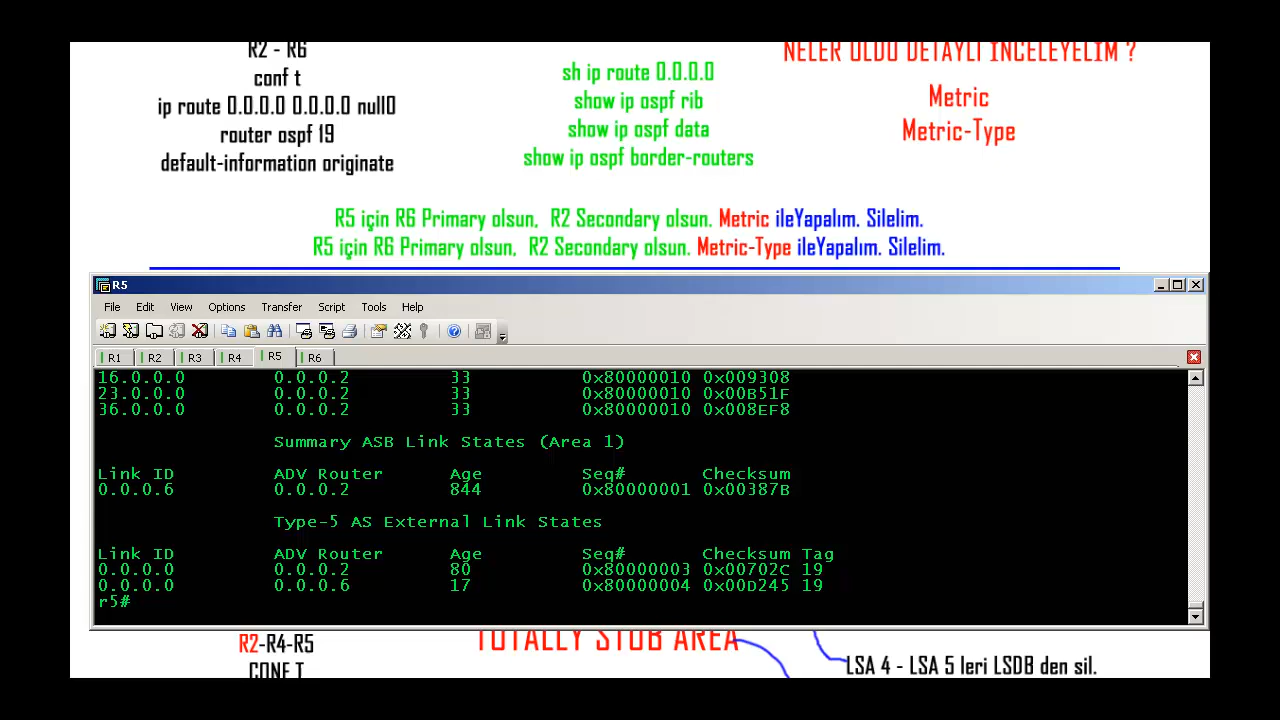 R2 - R6
conf t
ip route 0.0.0.0 0.0.0.0 null0
router ospf 19
default-information originate
sh ip route 0.0.0.0
show ip ospf rib
show ip ospf data
show ip ospf border-routers
NELER OLDU DETAYLI İNCELEYELİM ?
Metric
Metric-Type
R5 için R6 Primary olsun, R2 Secondary olsun. Metric ileYapalım. Silelim.
R5 için R6 Primary olsun, R2 Secondary olsun. Metric-Type ileYapalım. Silelim.
R5
File Edit View Options Transfer Script Tools Help
R1 R2 R3 R4 R5 R6
16.0.0.0 0.0.0.2 33 0x80000010 0x009308
23.0.0.0 0.0.0.2 33 0x80000010 0x00B51F
36.0.0.0 0.0.0.2 33 0x80000010 0x008EF8
Summary ASB Link States (Area 1)
Link ID ADV Router Age Seq# Checksum
0.0.0.6 0.0.0.2 844 0x80000001 0x00387B
Type-5 AS External Link States
Link ID ADV Router Age Seq# Checksum Tag
0.0.0.0 0.0.0.2 80 0x80000003 0x00702C 19
0.0.0.0 0.0.0.6 17 0x80000004 0x00D245 19
r5#
R2-R4-R5
CONF T
TOTALLY STUB AREA
LSA 4 - LSA 5 leri LSDB den sil.